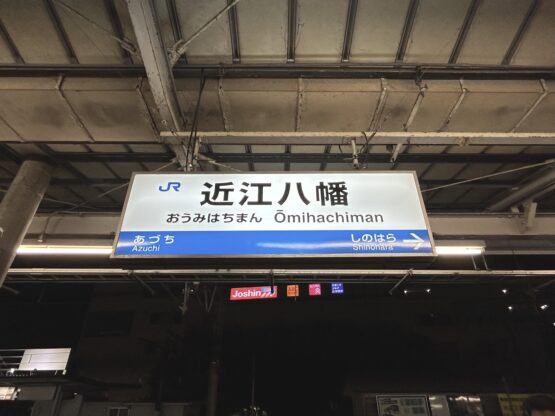 JR 近江八幡
おうみはちまん Ōmihachiman
あづち しのはら
Azuchi Shinohara
Joshin